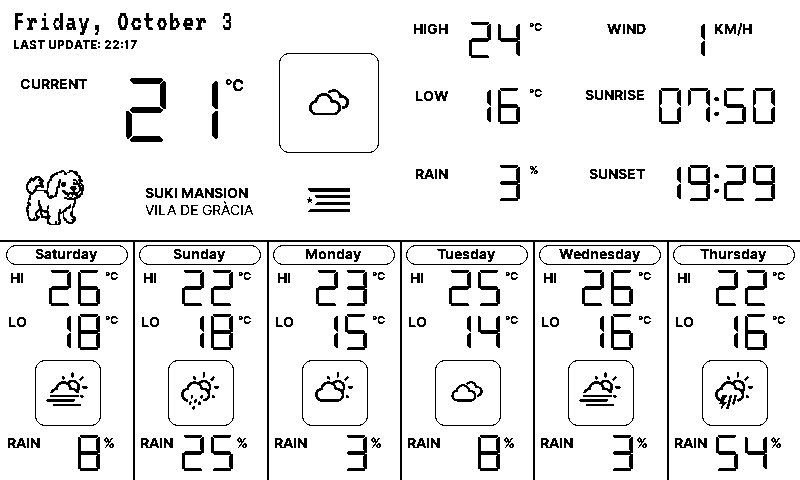 Friday, October 3
LAST UPDATE: 22:17
CURRENT 21 °C
SUKI MANSION
VILA DE GRÀCIA
HIGH 24 °C
LOW 16 °C
RAIN 3 %
WIND 1 KM/H
SUNRISE 07:50
SUNSET 19:29
Saturday
HI 26 °C
LO 18 °C
RAIN 8 %
Sunday
HI 22 °C
LO 18 °C
RAIN 25 %
Monday
HI 23 °C
LO 15 °C
RAIN 3 %
Tuesday
HI 25 °C
LO 14 °C
RAIN 8 %
Wednesday
HI 26 °C
LO 16 °C
RAIN 3 %
Thursday
HI 22 °C
LO 16 °C
RAIN 54 %